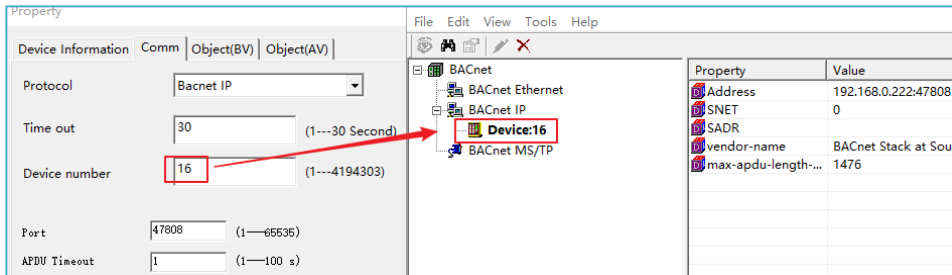 Property
Device Information Comm Object(BV) Object(AV)
Protocol Bacnet IP
Time out 30 (1---30 Second)
Device number 16 (1---4194303)
Port 47808 (1——65535)
APDU Timeout 1 (1——100 s)
File Edit View Tools Help
BACnet
BACnet Ethernet
BACnet IP
Device:16
BACnet MS/TP
Property Value
Address 192.168.0.222:47808
SNET 0
SADR
vendor-name BACnet Stack at Sou
max-apdu-length-... 1476